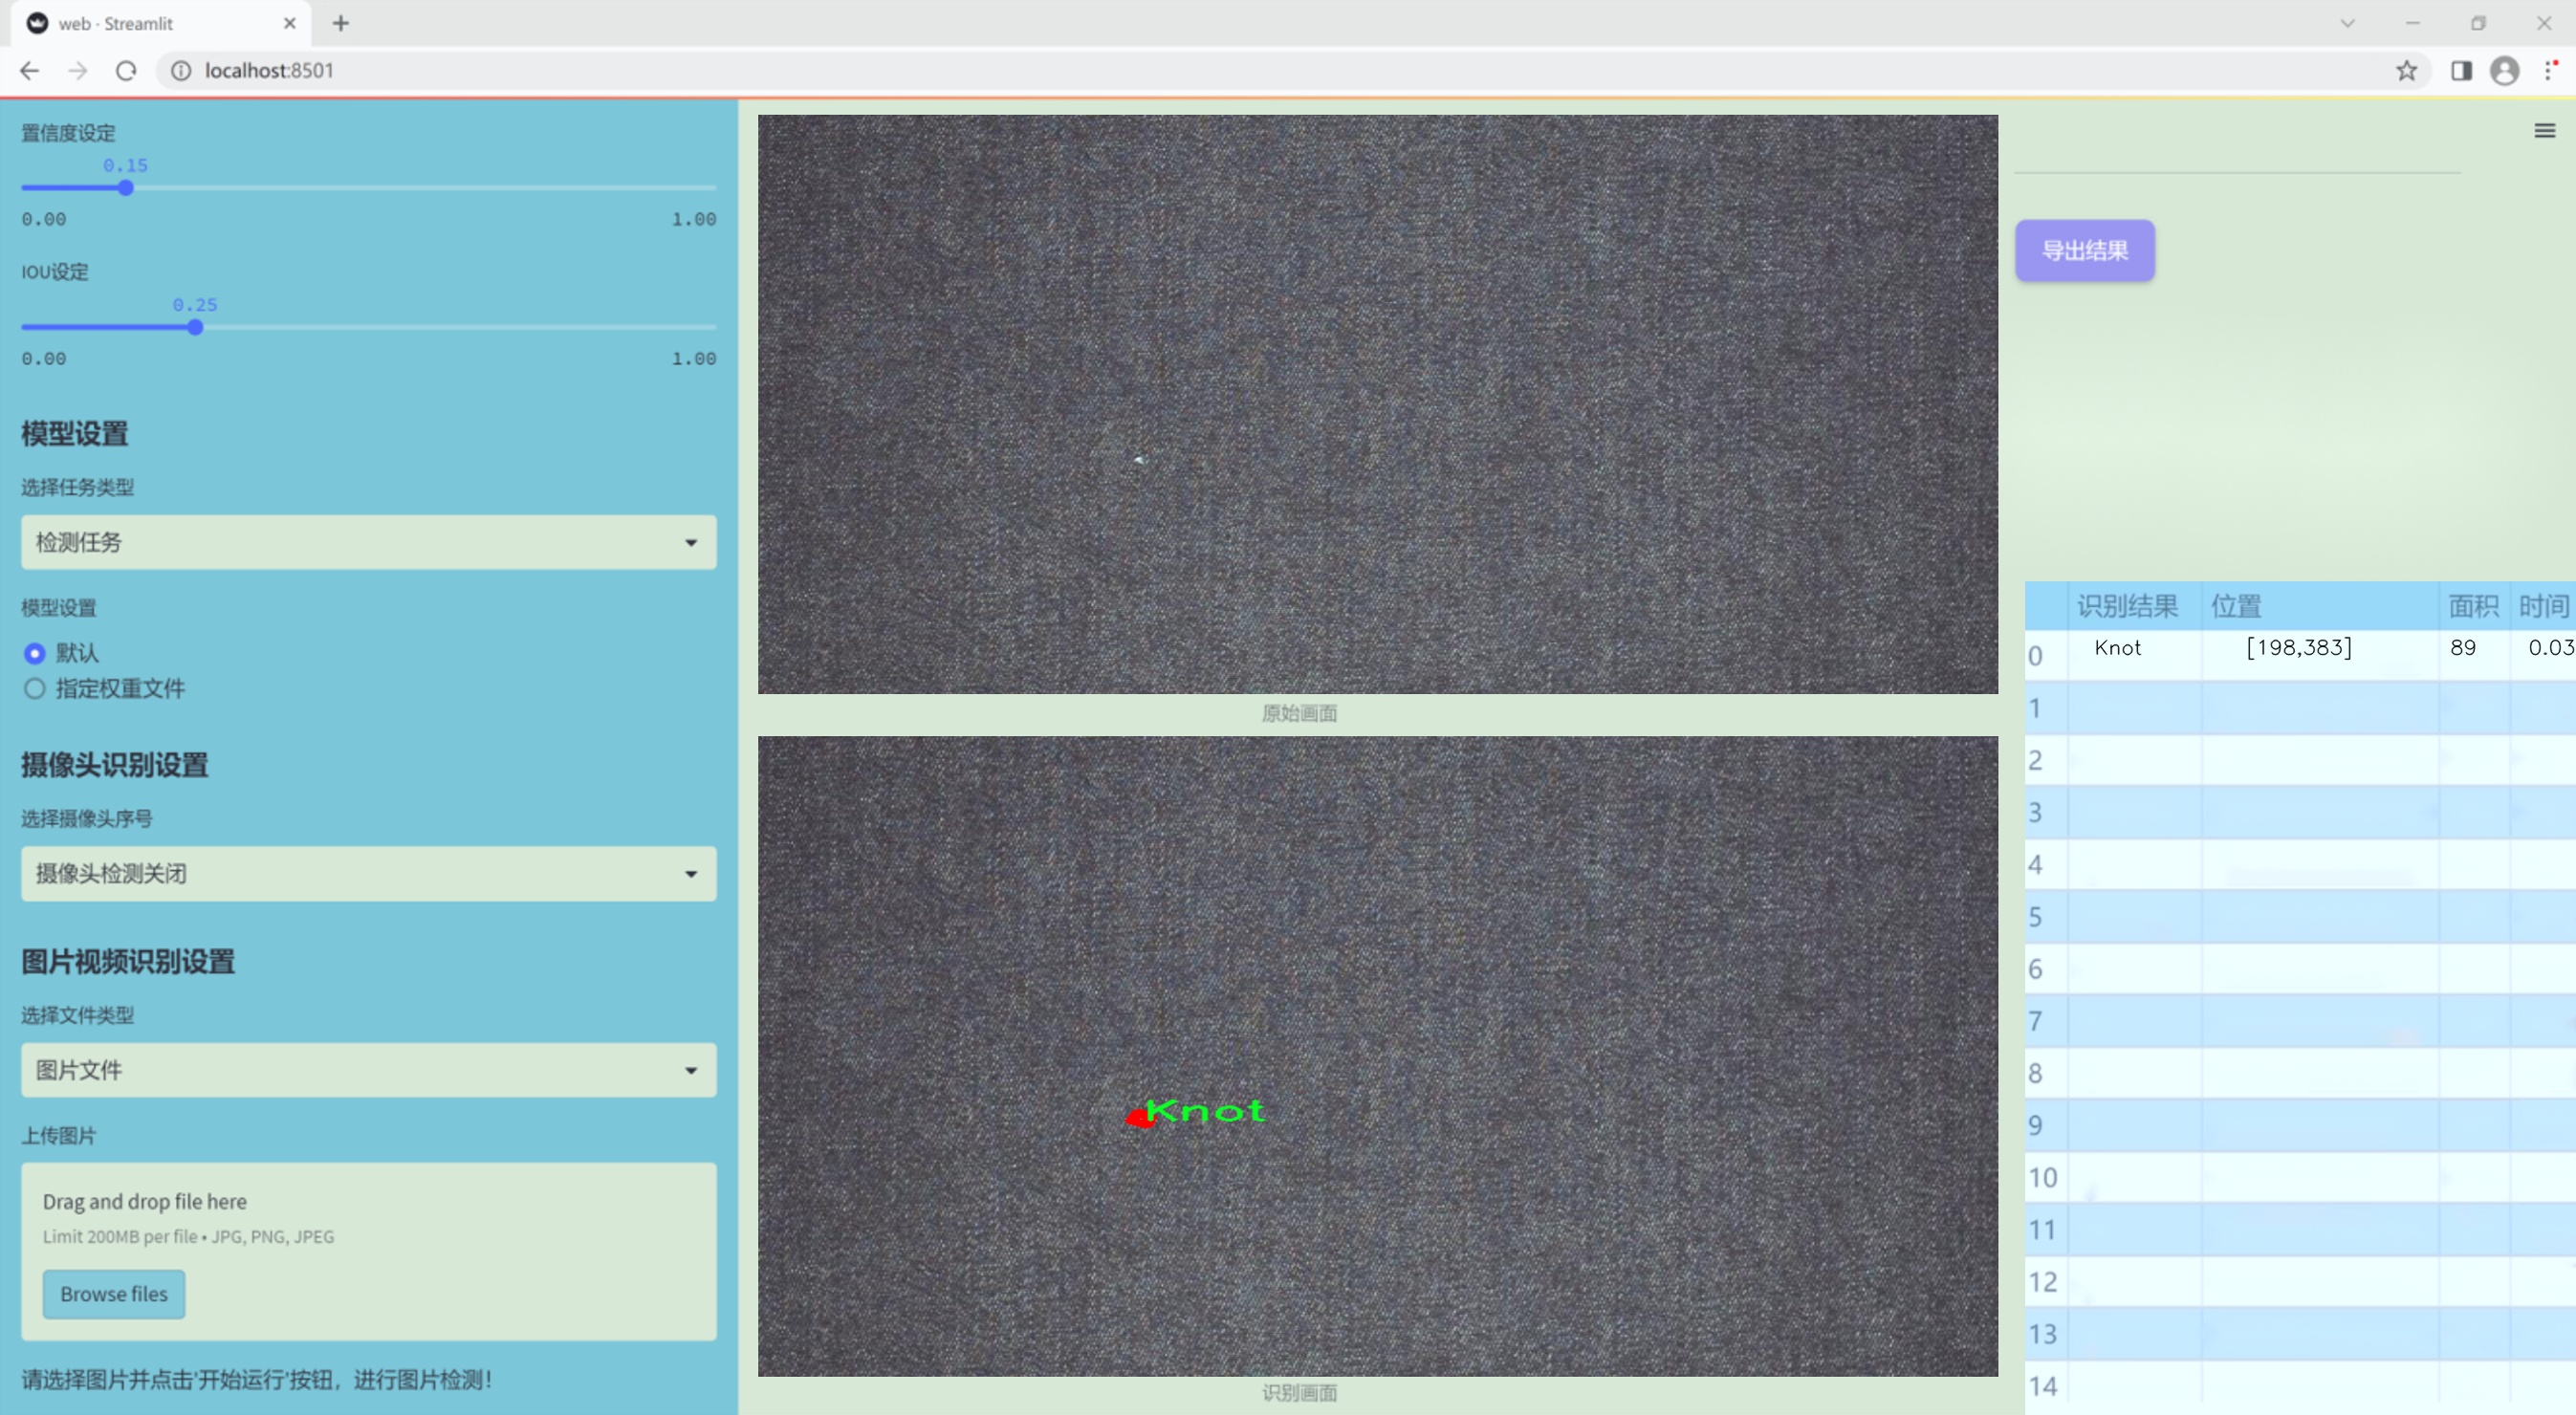 web · Streamlit
localhost:8501
置信度设定
0.15
0.00 1.00
IOU设定
0.25
0.00 1.00
模型设置
选择任务类型
检测任务
模型设置
默认
指定权重文件
摄像头识别设置
选择摄像头序号
摄像头检测关闭
图片视频识别设置
选择文件类型
图片文件
上传图片
Drag and drop file here
Limit 200MB per file • JPG, PNG, JPEG
Browse files
请选择图片并点击'开始运行'按钮，进行图片检测！
原始画面
Knot
识别画面
导出结果
识别结果 位置 面积 时间
0 Knot [198,383] 89 0.03
1
2
3
4
5
6
7
8
9
10
11
12
13
14